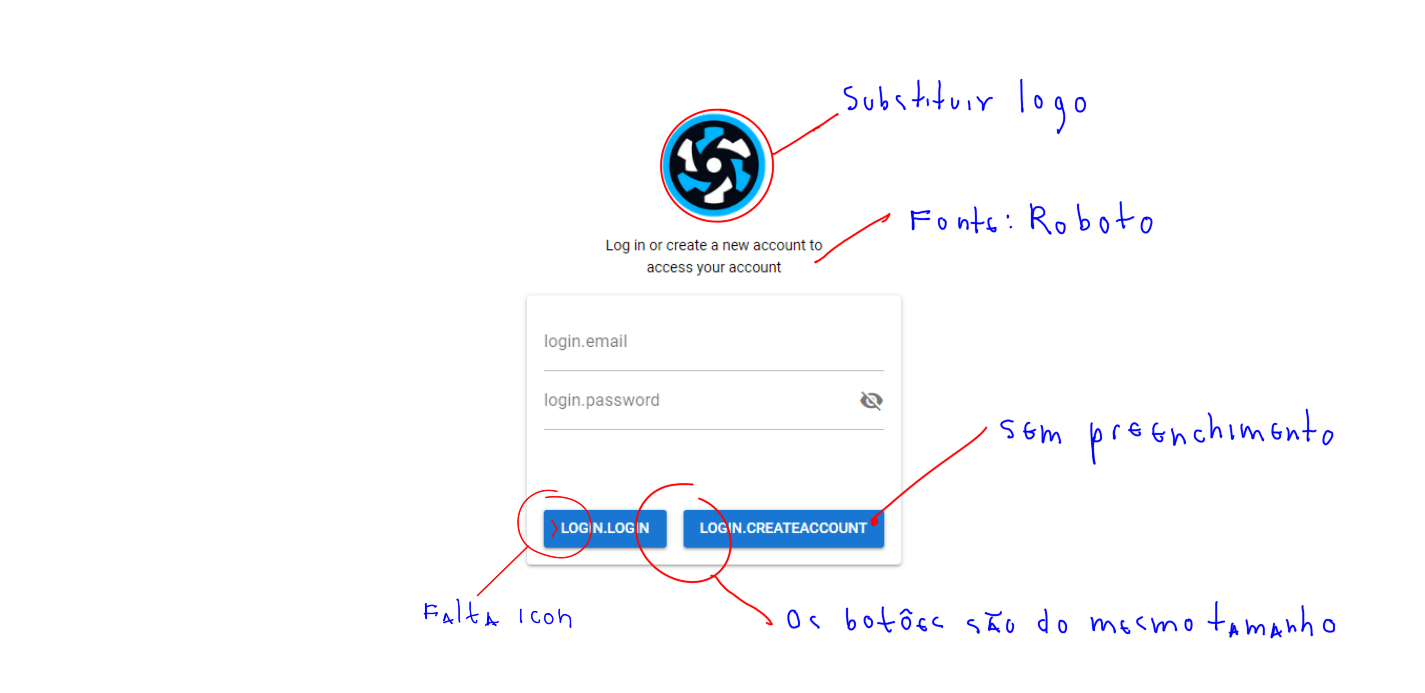 Substituir logo
Fonte: Roboto
Log in or create a new account to
access your account
login.email
login.password
Sem preenchimento
LOGIN.LOGIN
LOGIN.CREATEACCOUNT
Falta icon
Os botões são do mesmo tamanho